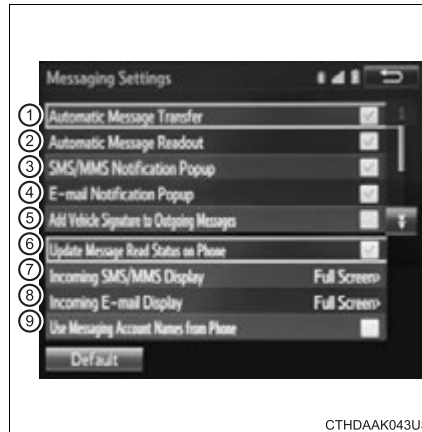 Messaging Settings
1 Automatic Message Transfer
2 Automatic Message Readout
3 SMS/MMS Notification Popup
4 E-mail Notification Popup
5 Add Vehicle Signature to Outgoing Messages
6 Update Message Read Status on Phone
7 Incoming SMS/MMS Display Full Screen>
8 Incoming E-mail Display Full Screen>
9 Use Messaging Account Names from Phone
Default